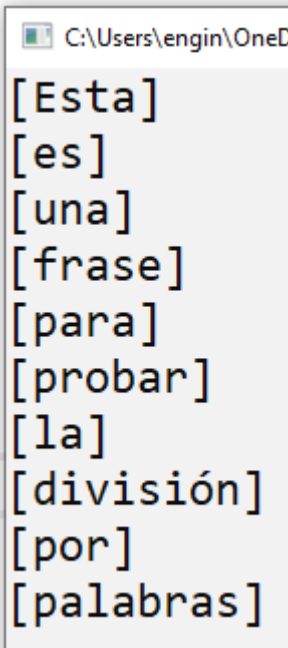 C:\Users\engin\OneD
[Esta]
[es]
[una]
[frase]
[para]
[probar]
[la]
[división]
[por]
[palabras]